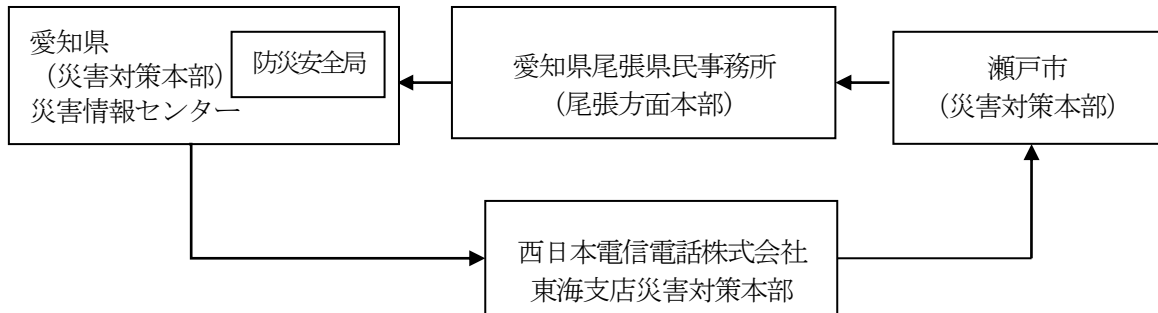 愛知県
（災害対策本部）
災害情報センター
防災安全局
愛知県尾張県民事務所
（尾張方面本部）
瀬戸市
（災害対策本部）
西日本電信電話株式会社
東海支店災害対策本部